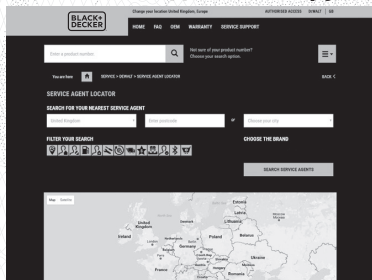 Change your location United Kingdom, Europe
AUTHORISER ACCESS DEWALT GB
BLACK+
DECKER
HOME FAQ OEM WARRANTY SERVICE SUPPORT
Enter a product number
Not sure of your product number?
Choose your search option.
You are here
SERVICE > DEWALT > SERVICE AGENT LOCATOR
BACK <
SERVICE AGENT LOCATOR
SEARCH FOR YOUR NEAREST SERVICE AGENT
United Kingdom
Enter postcode
or
Choose your city
FILTER YOUR SEARCH
CHOOSE THE BRAND
SEARCH SERVICE AGENTS
Map Satellite
Estonia
Latvia
Lithuania
United
Kingdom
Ireland
Belarus
Poland
Germany
Belgium
Ukraine
France
Austria
Hungary
Romania